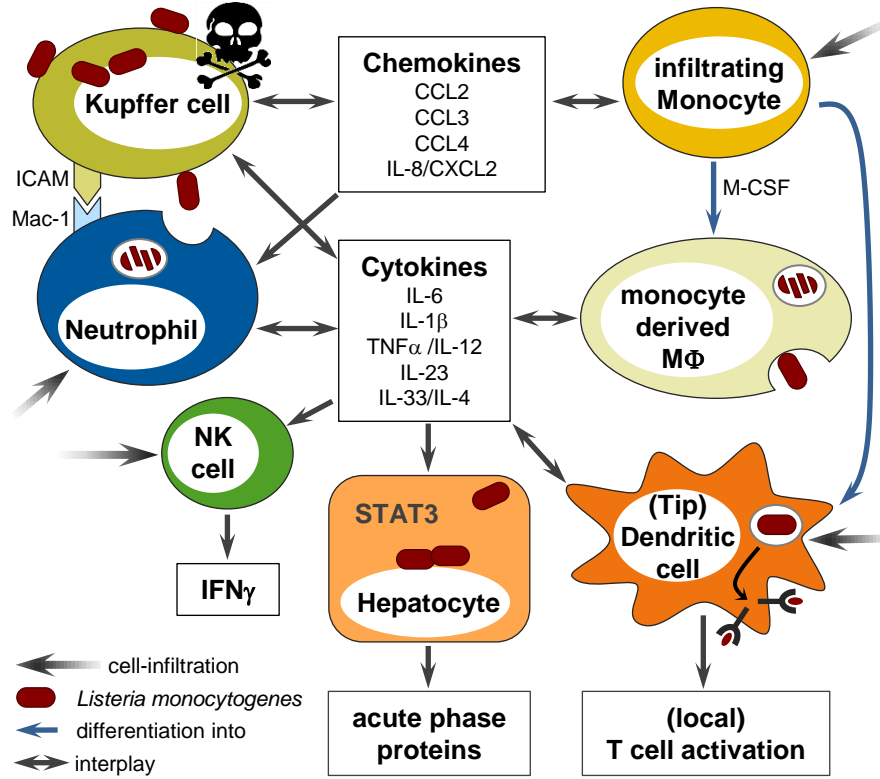 Kupffer cell
Chemokines
CCL2
CCL3
CCL4
IL-8/CXCL2
infiltrating
Monocyte
ICAM
Mac-1
M-CSF
Neutrophil
Cytokines
IL-6
IL-1β
TNFα /IL-12
IL-23
IL-33/IL-4
monocyte
derived
MΦ
NK
cell
IFNγ
STAT3
Hepatocyte
(Tip)
Dendritic
cell
acute phase
proteins
(local)
T cell activation
cell-infiltration
Listeria monocytogenes
differentiation into
interplay